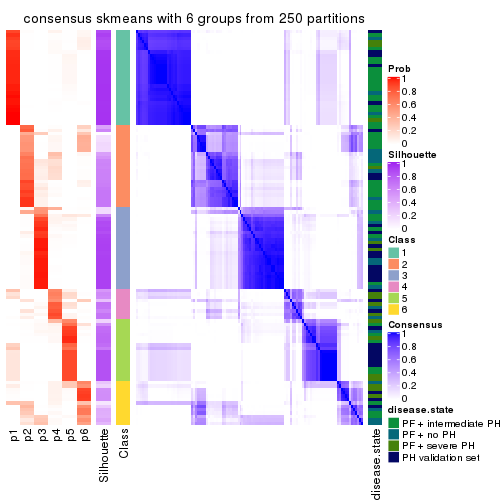 consensus skmeans with 6 groups from 250 partitions
Prob
1
0.8
0.6
0.4
0.2
0
Silhouette
1
0.8
0.6
0.4
0.2
0
Class
1
2
3
4
5
6
Consensus
1
0.8
0.6
0.4
0.2
0
disease.state
PF + intermediate PH
PF + no PH
PF + severe PH
PH validation set
p1
p2
p3
p4
p5
p6
Silhouette
Class
disease.state